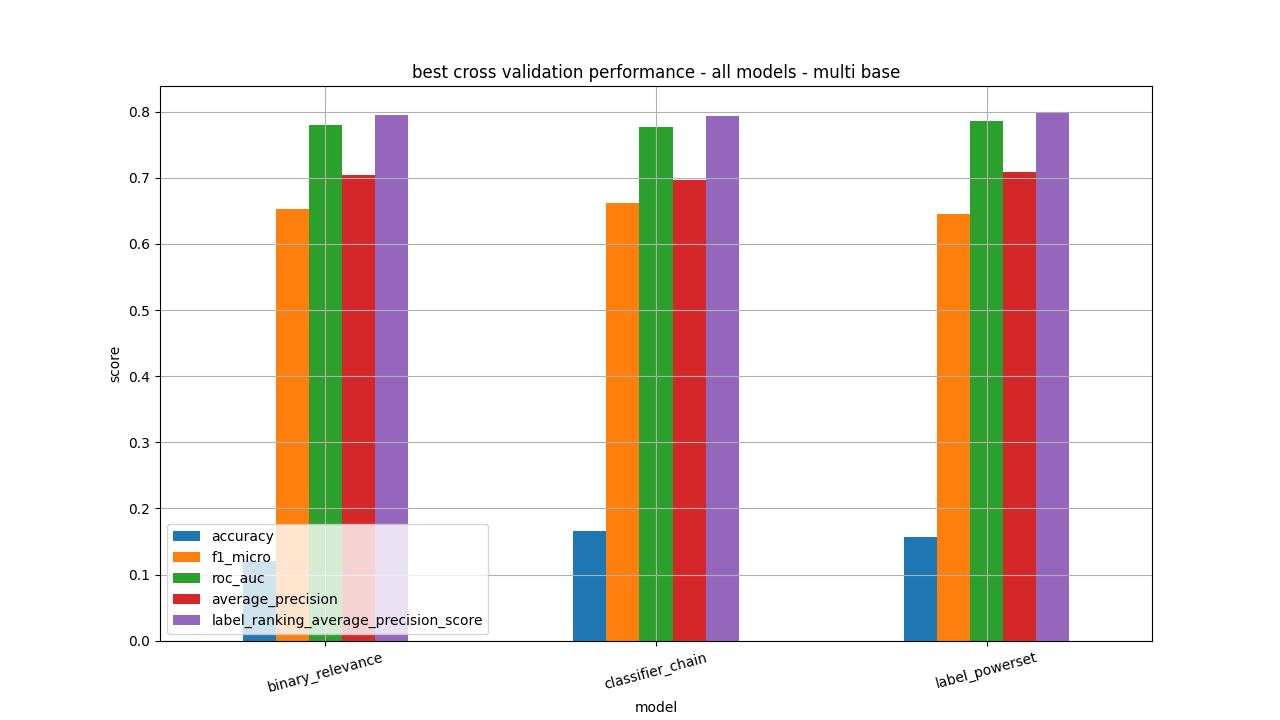 best cross validation performance - all models - multi base
score
0.8
0.7
0.6
0.5
0.4
0.3
0.2
0.1
0.0
accuracy
f1_micro
roc_auc
average_precision
label_ranking_average_precision_score
binary_relevance
classifier_chain
label_powerset
model